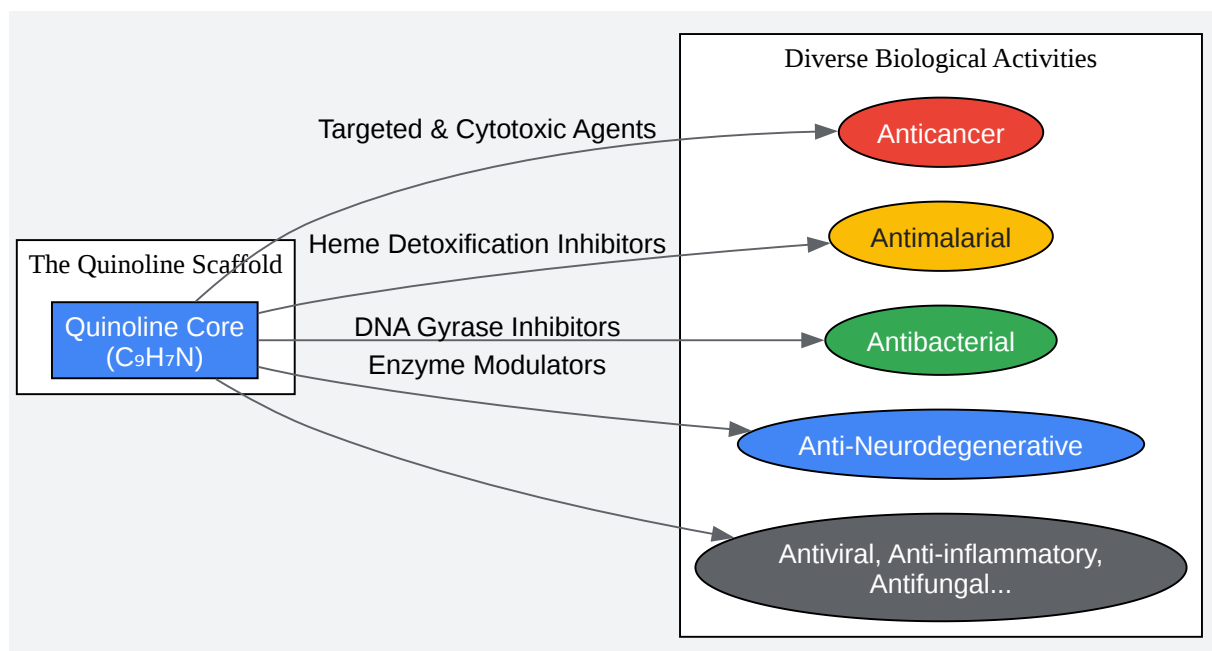 Diverse Biological Activities
Targeted & Cytotoxic Agents
Anticancer
Heme Detoxification Inhibitors
Antimalarial
The Quinoline Scaffold
Quinoline Core
(C₉H₇N)
DNA Gyrase Inhibitors
Antibacterial
Enzyme Modulators
Anti-Neurodegenerative
Antiviral, Anti-inflammatory,
Antifungal...